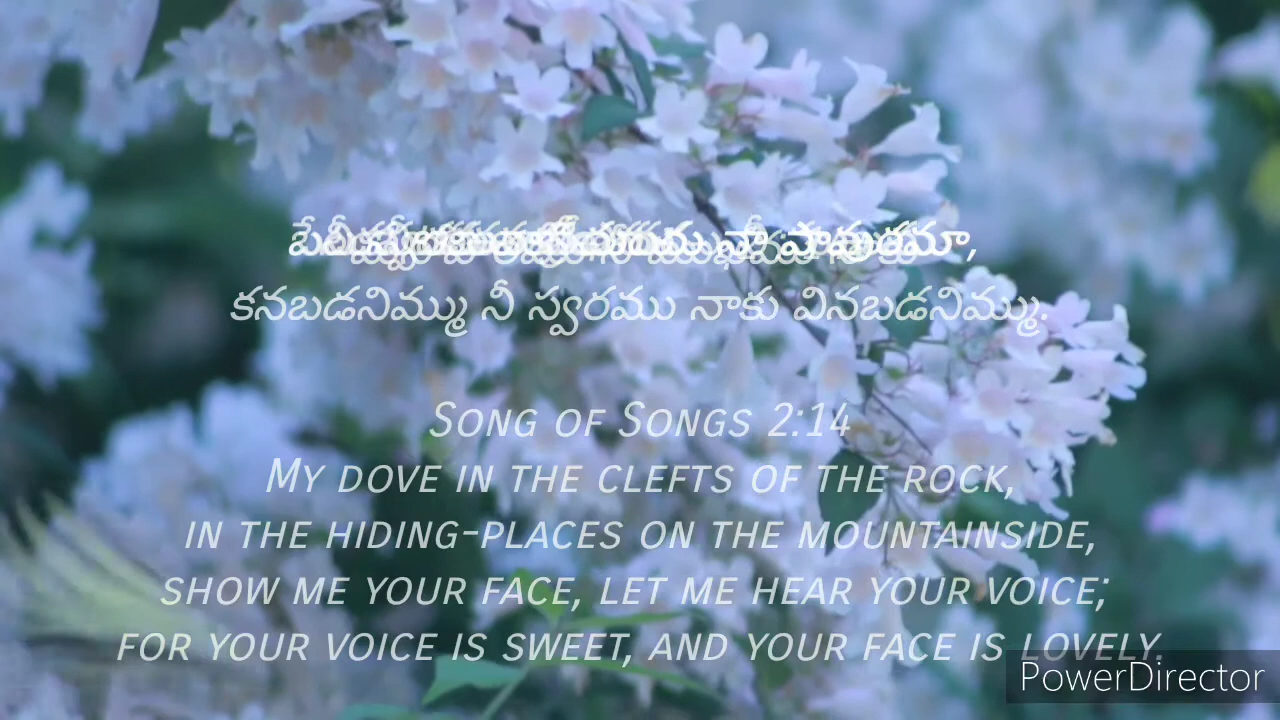 కనబడనిమ్ము నీ స్వరము నాకు వినబడనిమ్ము.
Song of Songs 2:14
My dove in the clefts of the rock,
in the hiding-places on the mountainside,
show me your face, let me hear your voice;
for your voice is sweet, and your face is lovely.
PowerDirector